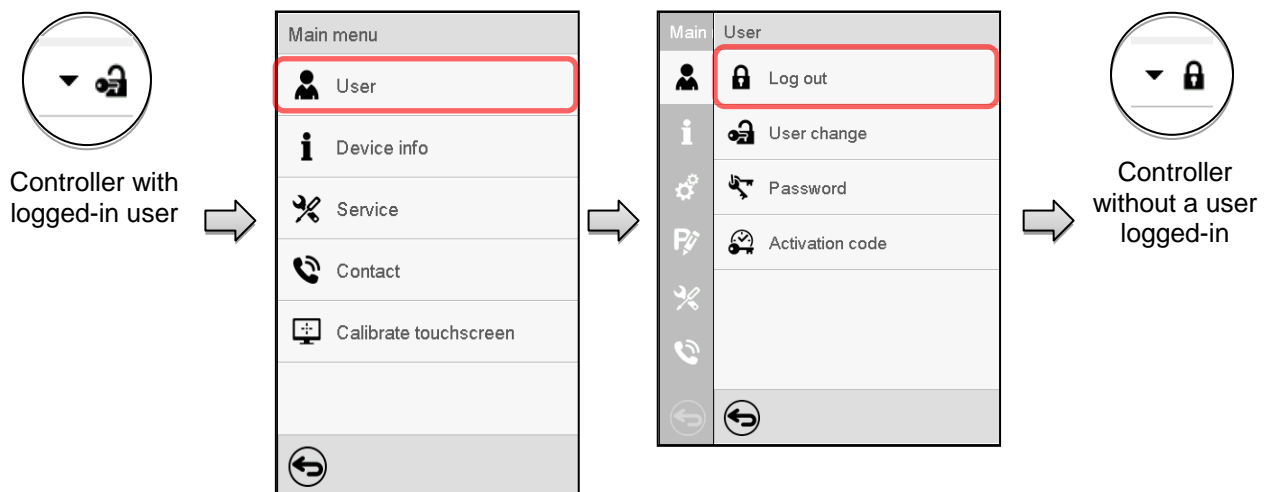 Controller with
logged-in user
Main menu
User
Device info
Service
Contact
Calibrate touchscreen
Main
User
Log out
User change
Password
Activation code
Controller
without a user
logged-in